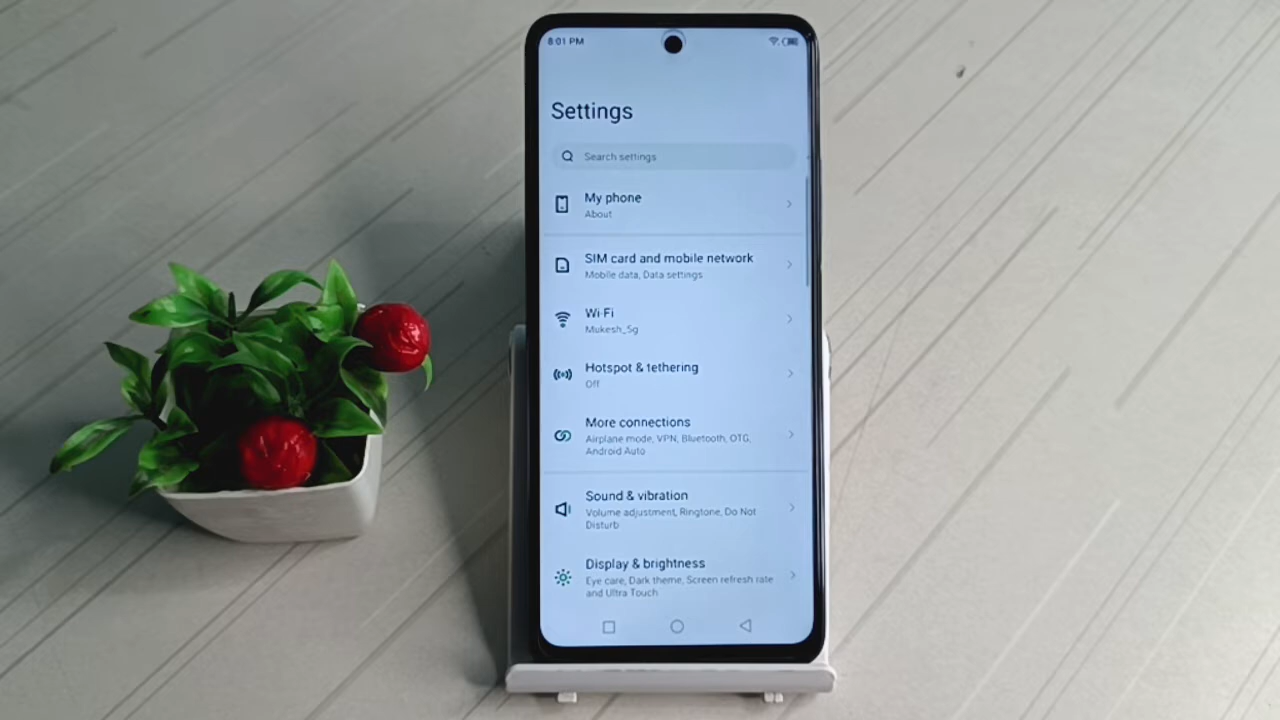 8:01 PM
Settings
Search settings
My phone
About
SIM card and mobile network
Mobile data, Data settings
Wi-Fi
Mukesh_5g
Hotspot & tethering
Off
More connections
Airplane mode, VPN, Bluetooth, OTG,
Android Auto
Sound & vibration
Volume adjustment, Ringtone, Do Not
Disturb
Display & brightness
Eye care, Dark theme, Screen refresh rate
and Ultra Touch